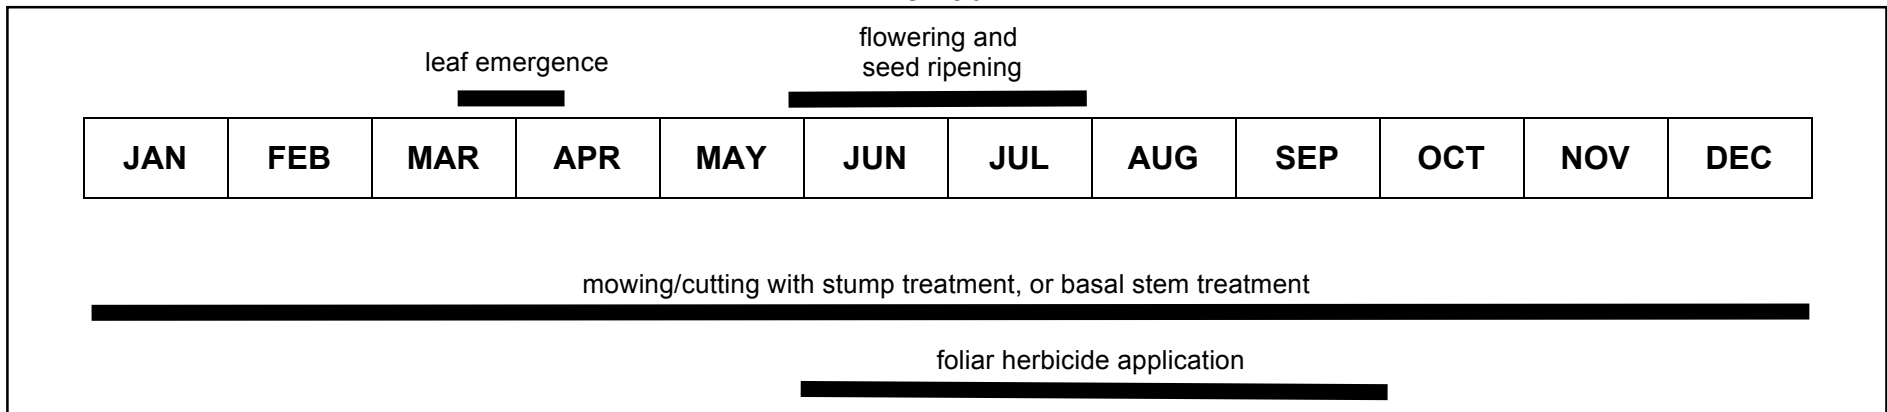 flowering and
leaf emergence
seed ripening
JAN FEB MAR APR MAY JUN JUL AUG SEP OCT NOV DEC
mowing/cutting with stump treatment, or basal stem treatment
foliar herbicide application